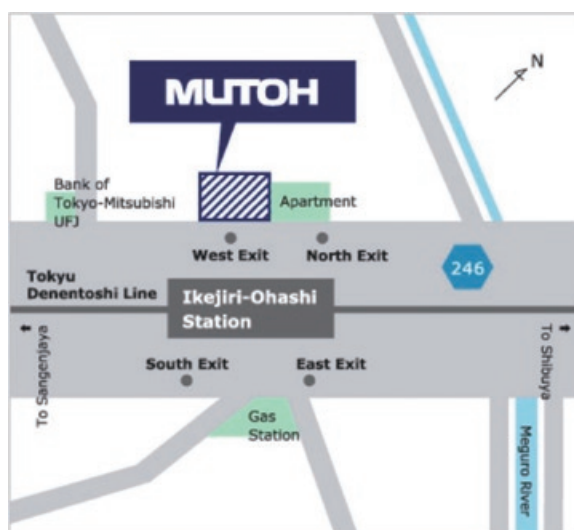 N
MUTOH
Bank of
Tokyo-Mitsubishi
UFJ
Apartment
West Exit
North Exit
246
Tokyu
Denentoshi Line
Ikejiri-Ohashi
Station
To Sangenjaya
To Shibuya
South Exit
East Exit
Gas
Station
Meguro River